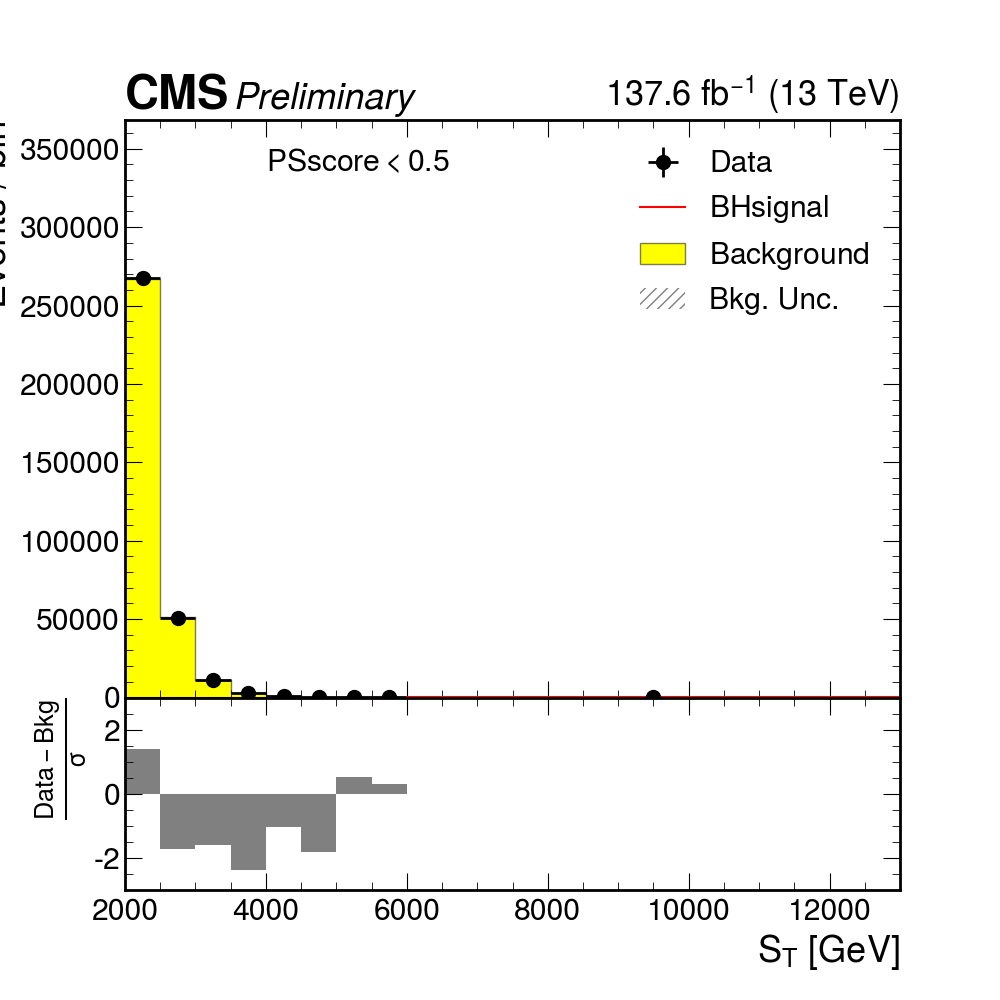 CMS Preliminary 137.6 fb⁻¹ (13 TeV)
PSscore < 0.5
Data
BHsignal
Background
Bkg. Unc.
350000
300000
250000
200000
150000
100000
50000
0
Data − Bkg
σ
2
0
-2
2000 4000 6000 8000 10000 12000
S_T [GeV]